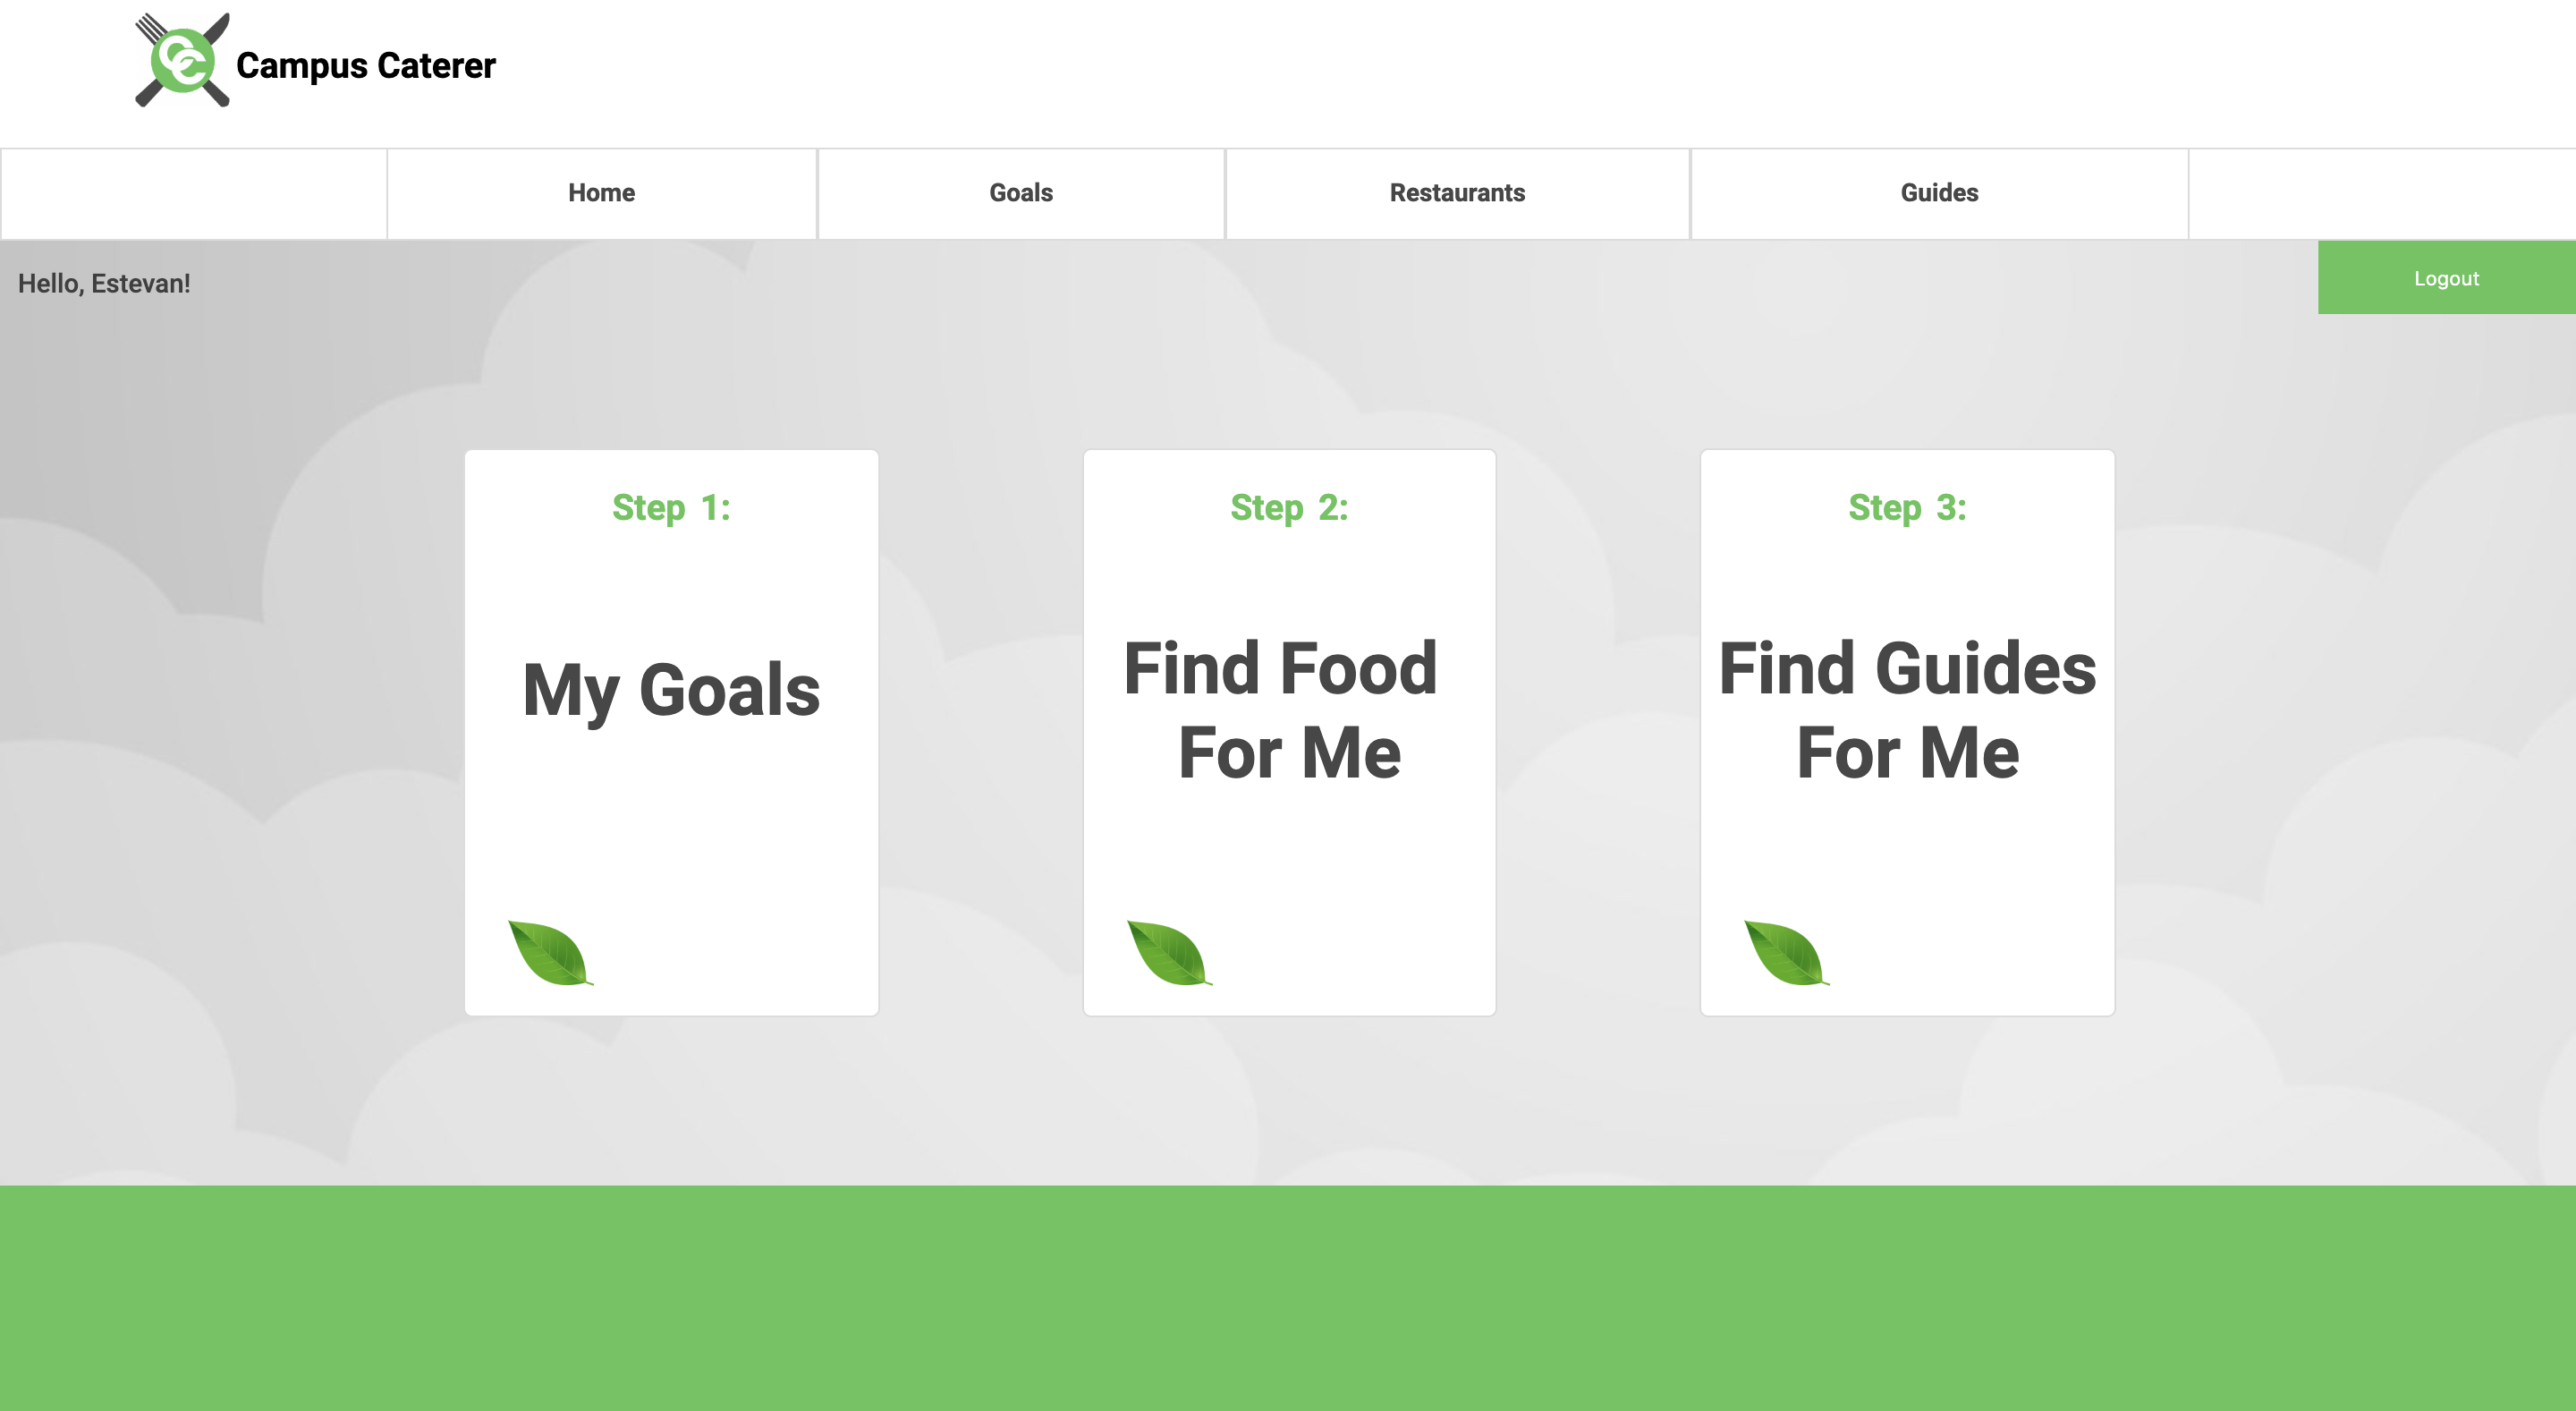 CC
Campus Caterer
Home
Goals
Restaurants
Guides
Hello, Estevan!
Logout
Step 1:
My Goals
Step 2:
Find Food
For Me
Step 3:
Find Guides
For Me